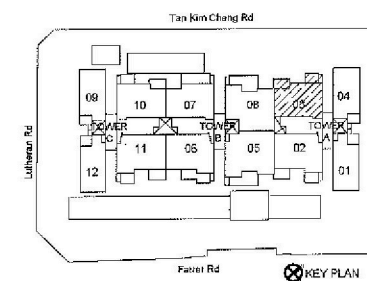 Tan Kim Cheng Rd
Lutheran Rd
09
10
07
08
03
04
TOWER C
TOWER B
TOWER A
12
11
06
05
02
01
Farrer Rd
KEY PLAN